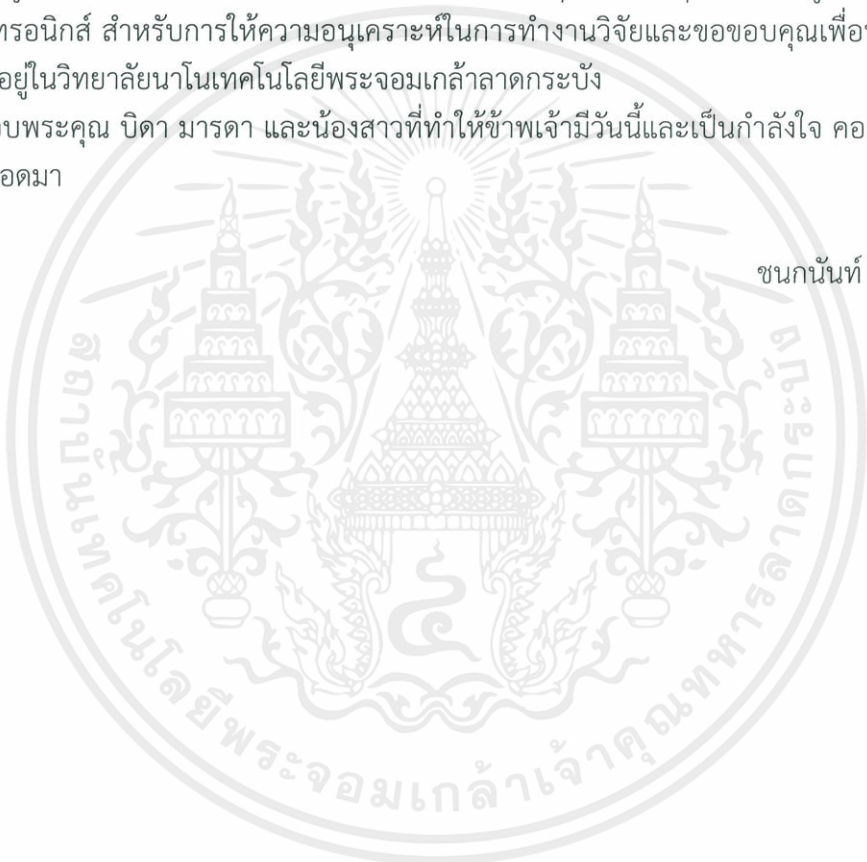 ทรอนิกส์ สำหรับการให้ความอนุเคราะห์ในการทำงานวิจัยและขอขอบคุณเพื่อ
อยู่ในวิทยาลัยนาโนเทคโนโลยีพระจอมเกล้าลาดกระบัง
บพระคุณ บิดา มารดา และน้องสาวที่ทำให้ข้าพเจ้ามีวันนี้และเป็นกำลังใจ คอ
อดมา
ชนกนันท์
สถาบันเทคโนโลยีพระจอมเกล้าเจ้าคุณทหารลาดกระบัง